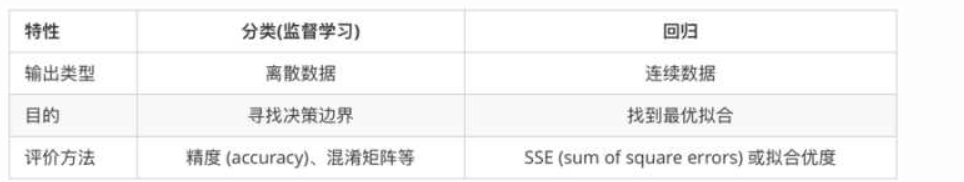 特性 分类(监督学习) 回归
输出类型 离散数据 连续数据
目的 寻找决策边界 找到最优拟合
评价方法 精度 (accuracy)、混淆矩阵等 SSE (sum of square errors) 或拟合优度